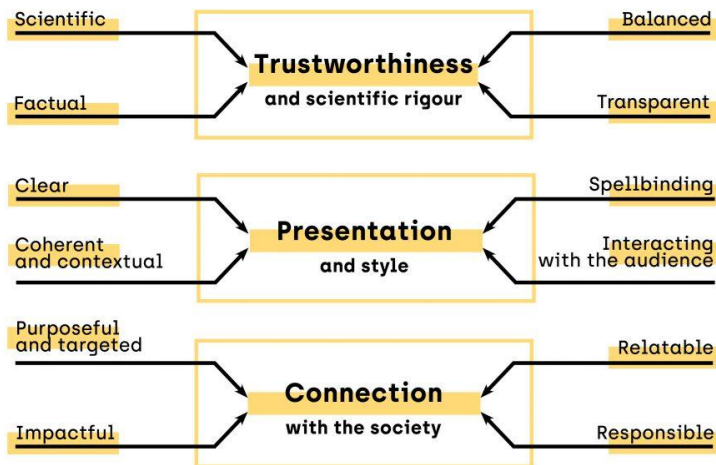 Scientific
Factual
Trustworthiness
and scientific rigour
Balanced
Transparent
Clear
Coherent
and contextual
Presentation
and style
Spellbinding
Interacting
with the audience
Purposeful
and targeted
Impactful
Connection
with the society
Relatable
Responsible